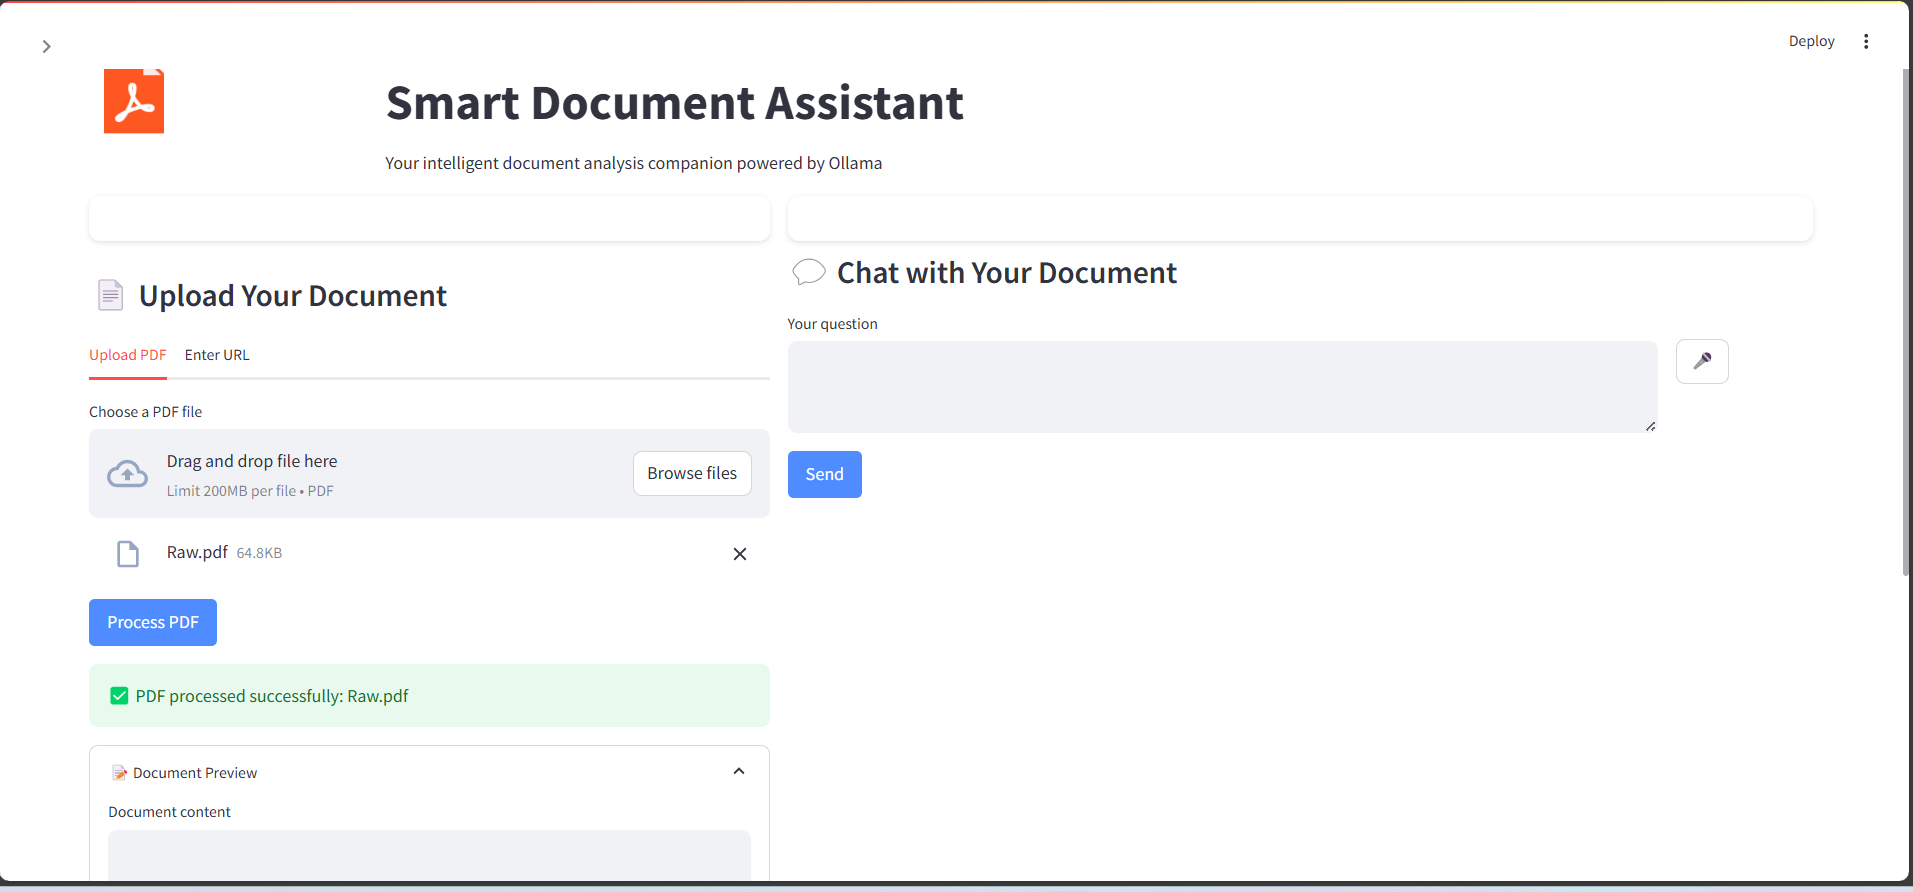 Deploy
Smart Document Assistant
Your intelligent document analysis companion powered by Ollama
Upload Your Document
Upload PDF Enter URL
Choose a PDF file
Drag and drop file here
Limit 200MB per file • PDF
Browse files
Raw.pdf 64.8KB
Process PDF
PDF processed successfully: Raw.pdf
Document Preview
Document content
Chat with Your Document
Your question
Send